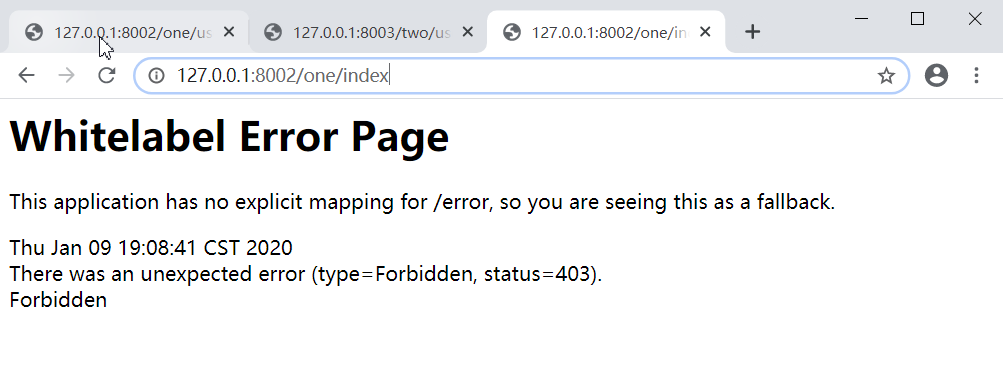 127.0.0.1:8002/one/us
127.0.0.1:8003/two/us
127.0.0.1:8002/one/in
127.0.0.1:8002/one/index
Whitelabel Error Page
This application has no explicit mapping for /error, so you are seeing this as a fallback.
Thu Jan 09 19:08:41 CST 2020
There was an unexpected error (type=Forbidden, status=403).
Forbidden